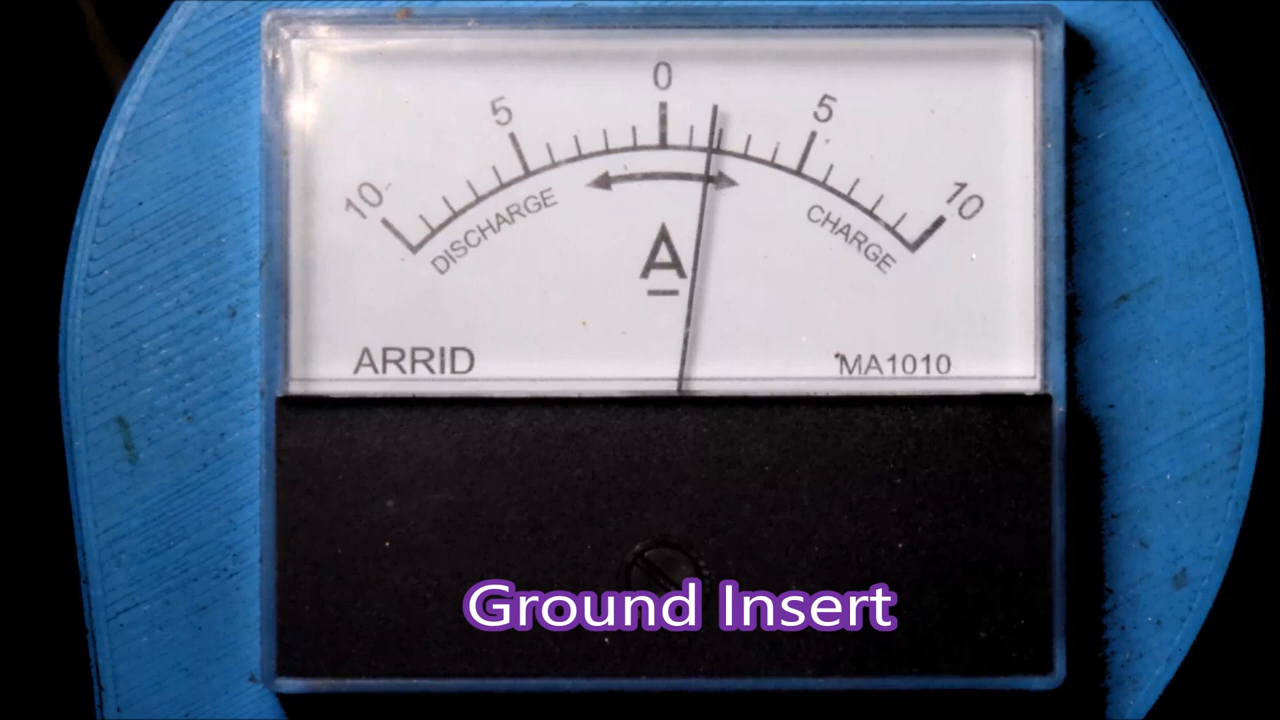 0
5 5
10 10
DISCHARGE CHARGE
A
ARRID MA1010
Ground Insert